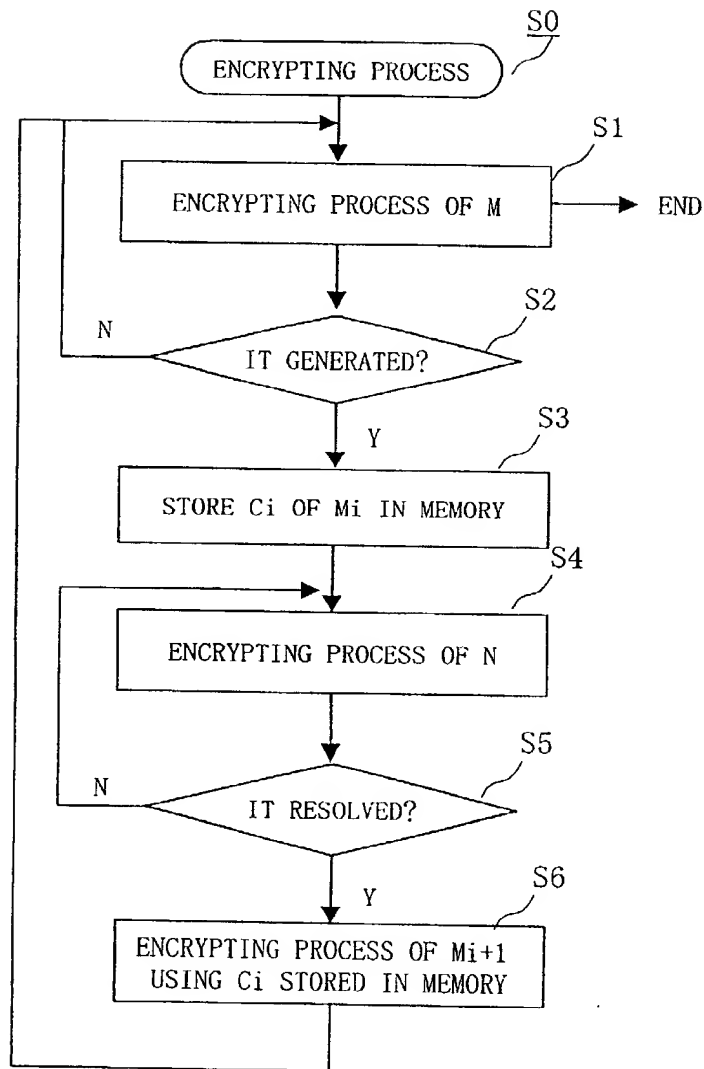 S0
ENCRYPTING PROCESS
S1
ENCRYPTING PROCESS OF M
END
S2
N
IT GENERATED?
Y
S3
STORE Ci OF Mi IN MEMORY
S4
ENCRYPTING PROCESS OF N
S5
N
IT RESOLVED?
Y
S6
ENCRYPTING PROCESS OF Mi+1
USING Ci STORED IN MEMORY